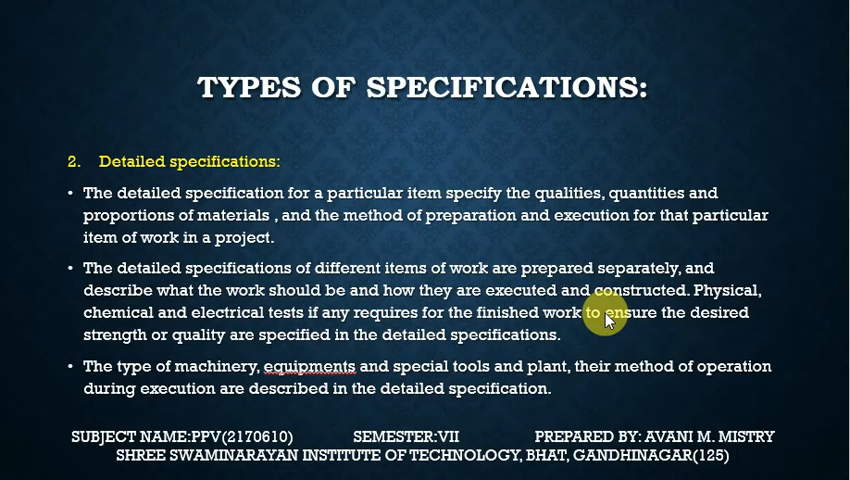 TYPES OF SPECIFICATIONS:
2. Detailed specifications:
• The detailed specification for a particular item specify the qualities, quantities and
proportions of materials , and the method of preparation and execution for that particular
item of work in a project.
• The detailed specifications of different items of work are prepared separately, and
describe what the work should be and how they are executed and constructed. Physical,
chemical and electrical tests if any requires for the finished work to ensure the desired
strength or quality are specified in the detailed specifications.
• The type of machinery, equipments and special tools and plant, their method of operation
during execution are described in the detailed specification.
SUBJECT NAME:PPV(2170610) SEMESTER:VII PREPARED BY: AVANI M. MISTRY
SHREE SWAMINARAYAN INSTITUTE OF TECHNOLOGY, BHAT, GANDHINAGAR(125)